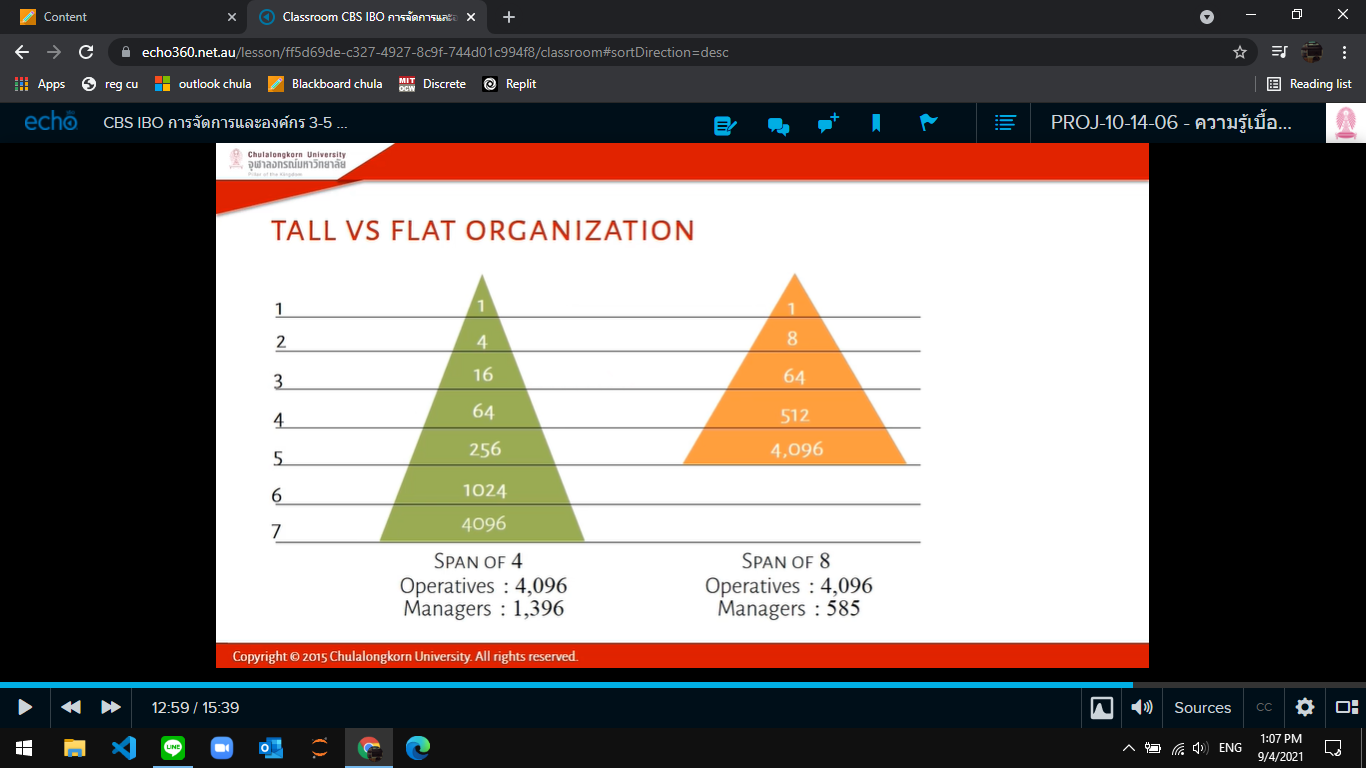 Content
Classroom CBS IBO การจัดการและอ
echo360.net.au/lesson/ff5d69de-c327-4927-8c9f-744d01c994f8/classroom#sortDirection=desc
Apps reg cu outlook chula Blackboard chula MIT OCW Discrete Replit Reading list
echo CBS IBO การจัดการและองค์กร 3-5 ... PROJ-10-14-06 - ความรู้เบื้อ...
Chulalongkorn University
จุฬาลงกรณ์มหาวิทยาลัย
Pillar of the Kingdom
TALL VS FLAT ORGANIZATION
1 1 1
2 4 8
3 16 64
4 64 512
5 256 4,096
6 1024
7 4096
SPAN OF 4 SPAN OF 8
Operatives : 4,096 Operatives : 4,096
Managers : 1,396 Managers : 585
Copyright © 2015 Chulalongkorn University. All rights reserved.
12:59 / 15:39 Sources CC
LINE ENG 1:07 PM
9/4/2021